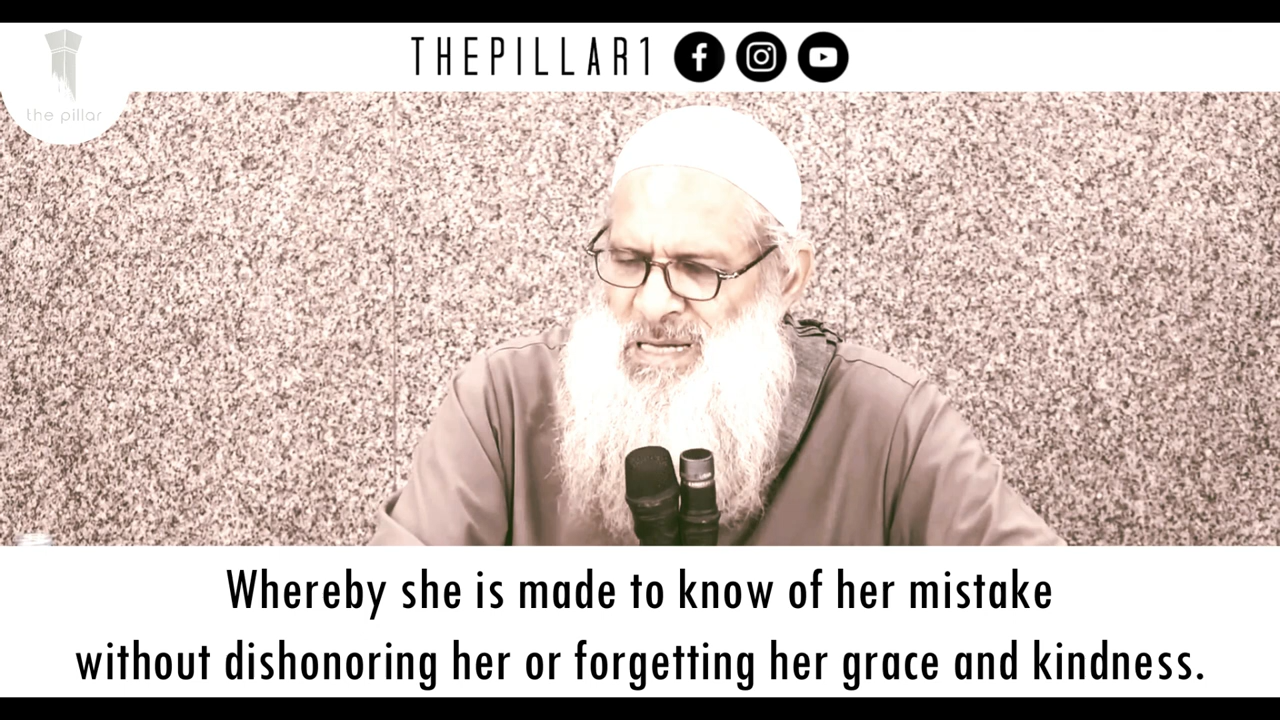 THEPILLAR1
the pillar
Whereby she is made to know of her mistake
without dishonoring her or forgetting her grace and kindness.